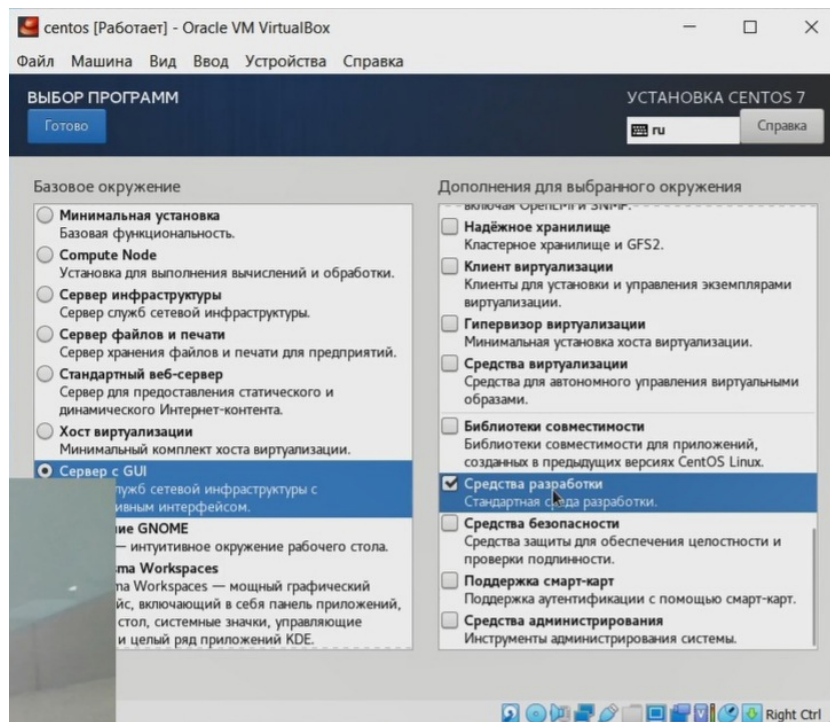 centos [Работает] - Oracle VM VirtualBox
Файл Машина Вид Ввод Устройства Справка
ВЫБОР ПРОГРАММ
УСТАНОВКА CENTOS 7
Готово
ru
Справка
Базовое окружение
Минимальная установка
Базовая функциональность.
Compute Node
Установка для выполнения вычислений и обработки.
Сервер инфраструктуры
Сервер служб сетевой инфраструктуры.
Сервер файлов и печати
Сервер хранения файлов и печати для предприятий.
Стандартный веб-сервер
Сервер для предоставления статического и
динамического Интернет-контента.
Хост виртуализации
Минимальный комплект хоста виртуализации.
Сервер с GUI
служб сетевой инфраструктуры с
интерфейсом.
GNOME
— интуитивное окружение рабочего стола.
Workspaces
Workspaces — мощный графический
включающий в себя панель приложений,
стол, системные значки, управляющие
и целый ряд приложений KDE.
Дополнения для выбранного окружения
включая OpenLMI и SNMP.
Надёжное хранилище
Кластерное хранилище и GFS2.
Клиент виртуализации
Клиенты для установки и управления экземплярами
виртуализации.
Гипервизор виртуализации
Минимальная установка хоста виртуализации.
Средства виртуализации
Средства для автономного управления виртуальными
образами.
Библиотеки совместимости
Библиотеки совместимости для приложений,
созданных в предыдущих версиях CentOS Linux.
Средства разработки
Стандартная среда разработки.
Средства безопасности
Средства защиты для обеспечения целостности и
проверки подлинности.
Поддержка смарт-карт
Поддержка аутентификации с помощью смарт-карт.
Средства администрирования
Инструменты администрирования системы.
Right Ctrl